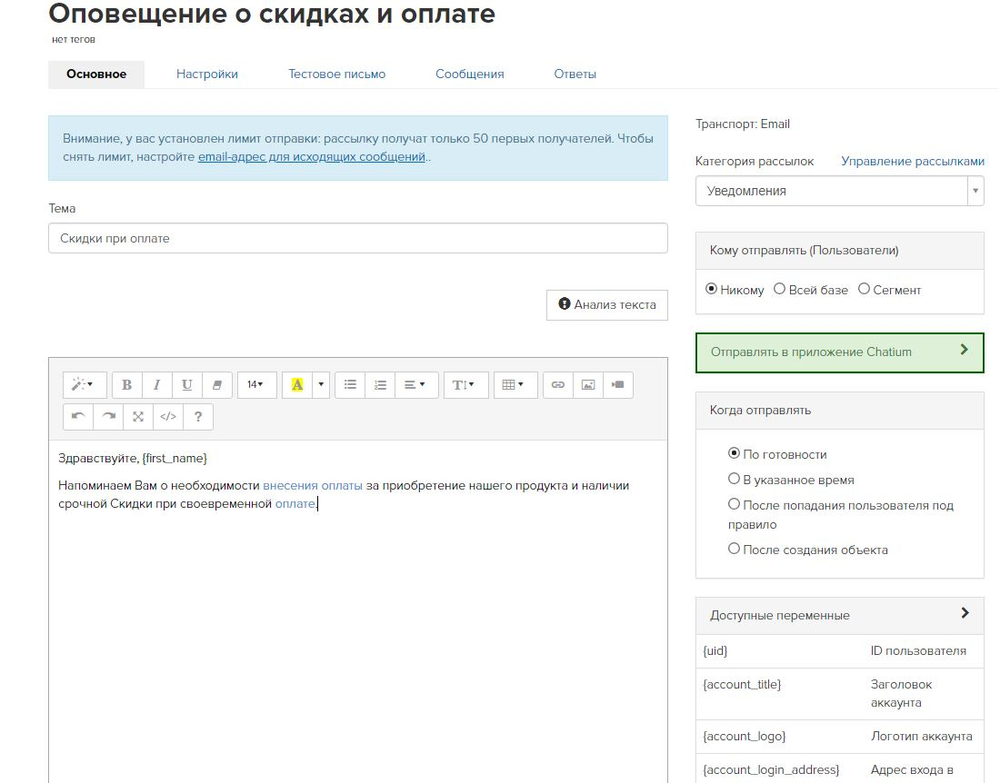 Оповещение о скидках и оплате
нет тегов
Основное
Настройки
Тестовое письмо
Сообщения
Ответы
Внимание, у вас установлен лимит отправки: рассылку получат только 50 первых получателей. Чтобы
снять лимит, настройте email-адрес для исходящих сообщений..
Тема
Скидки при оплате
Анализ текста
B I U
14
A
T
</>
?
Здравствуйте, {first_name}
Напоминаем Вам о необходимости внесения оплаты за приобретение нашего продукта и наличии
срочной Скидки при своевременной оплате.
Транспорт: Email
Категория рассылок
Управление рассылками
Уведомления
Кому отправлять (Пользователи)
Никому
Всей базе
Сегмент
Отправлять в приложение Chatium
Когда отправлять
По готовности
В указанное время
После попадания пользователя под
правило
После создания объекта
Доступные переменные
{uid}
ID пользователя
{account_title}
Заголовок
аккаунта
{account_logo}
Логотип аккаунта
{account_login_address}
Адрес входа в